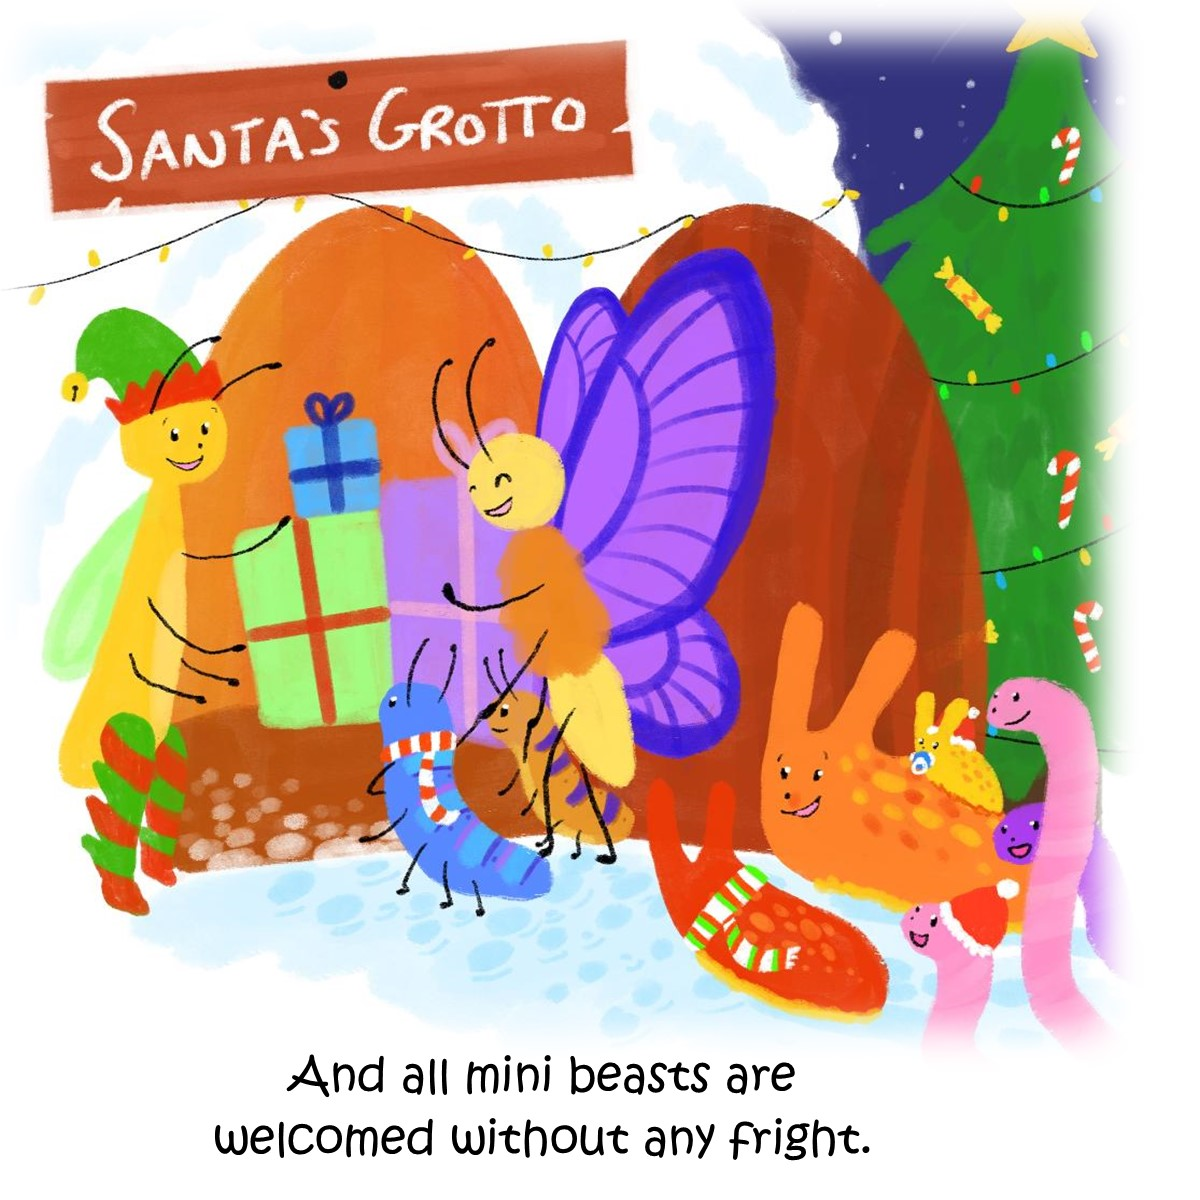 SANTA'S GROTTO
And all mini beasts are
welcomed without any fright.